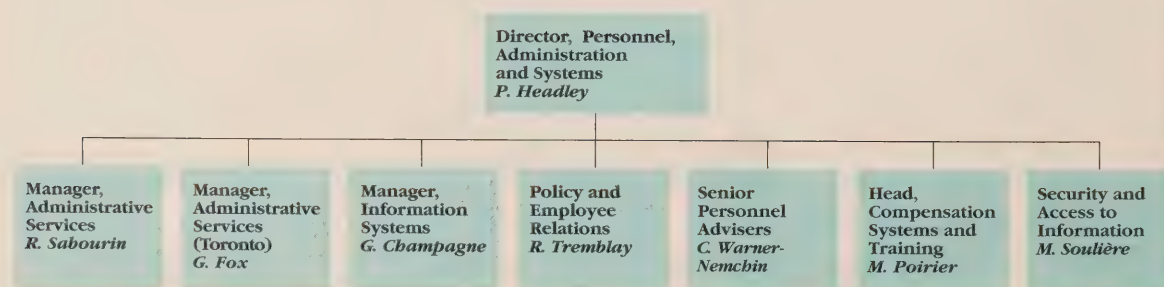 Director, Personnel,
Administration
and Systems
P. Headley
Manager,
Administrative
Services
R. Sabourin
Manager,
Administrative
Services
(Toronto)
G. Fox
Manager,
Information
Systems
G. Champagne
Policy and
Employee
Relations
R. Tremblay
Senior
Personnel
Advisers
C. Warner-
Nemchin
Head,
Compensation
Systems and
Training
M. Poirier
Security and
Access to
Information
M. Soulière